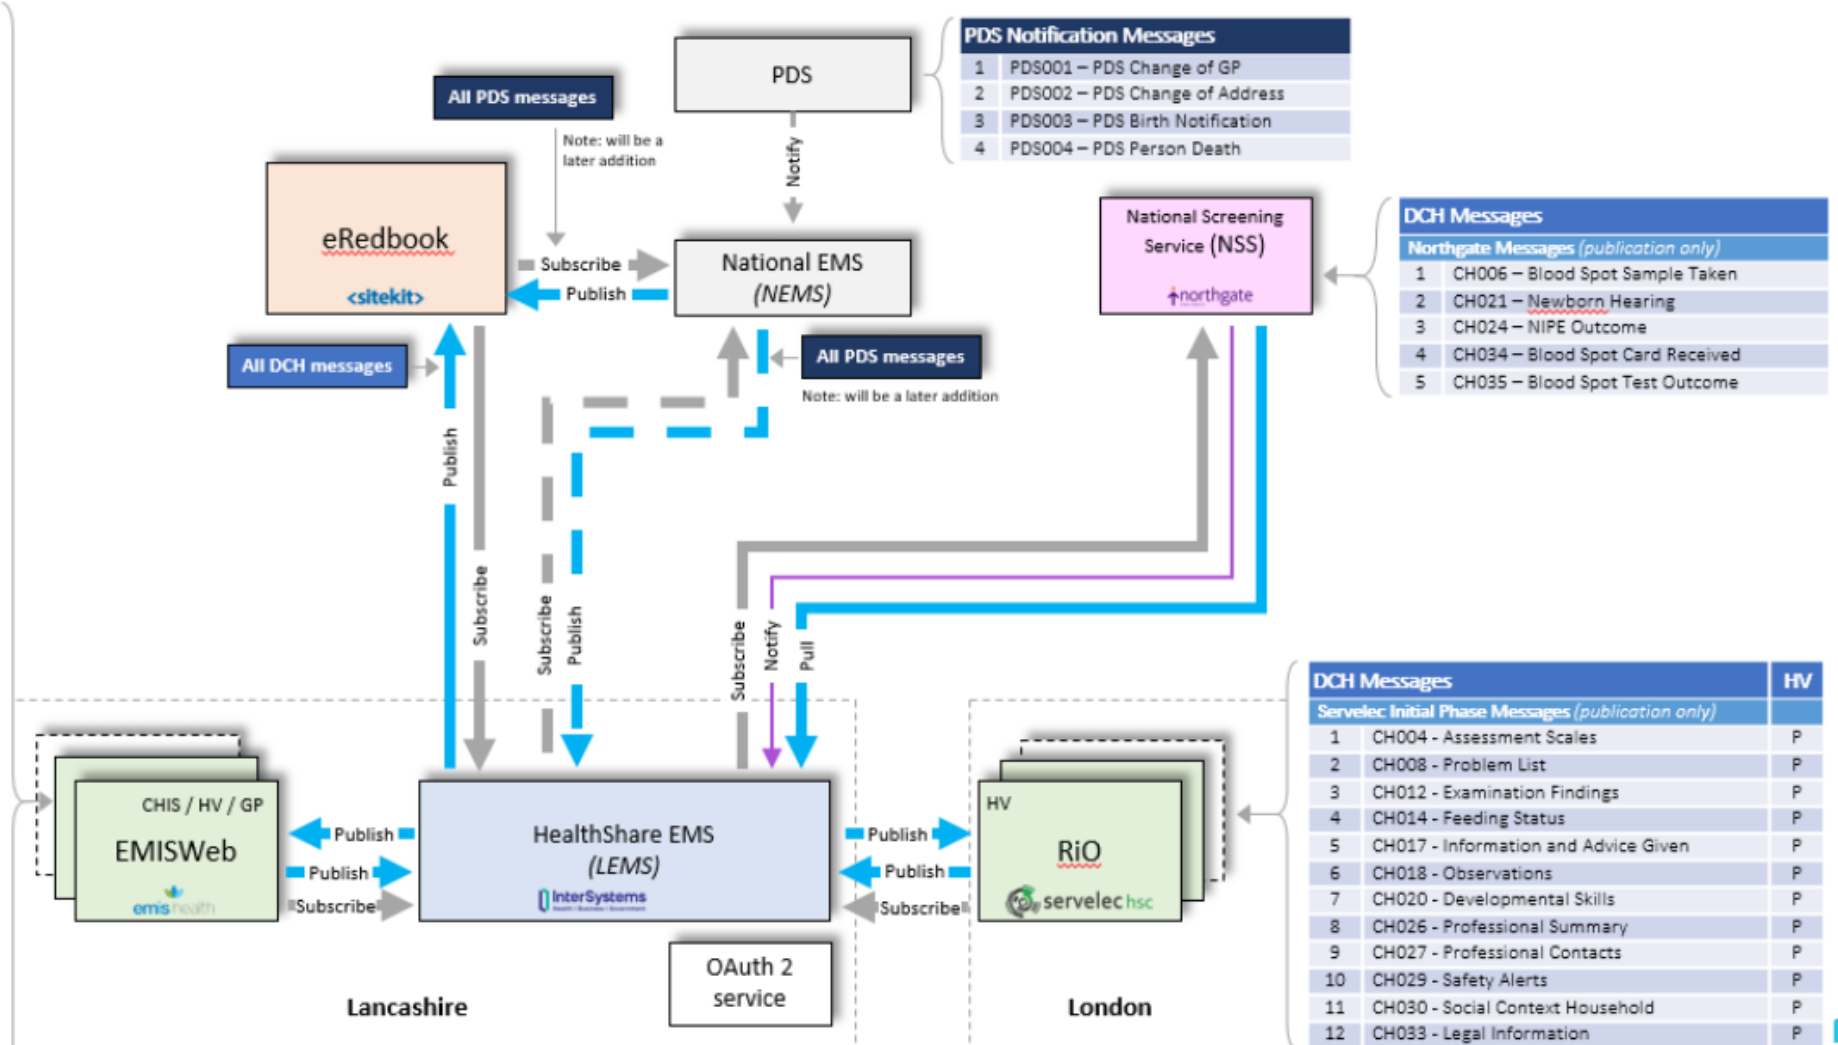 PDS
PDS Notification Messages
1 PDS001 – PDS Change of GP
2 PDS002 – PDS Change of Address
3 PDS003 – PDS Birth Notification
4 PDS004 – PDS Person Death
All PDS messages
Note: will be a
later addition
Notify
eRedbook
<sitekit>
Subscribe
Publish
National EMS
(NEMS)
National Screening
Service (NSS)
northgate
DCH Messages
Northgate Messages (publication only)
1 CH006 – Blood Spot Sample Taken
2 CH021 – Newborn Hearing
3 CH024 – NIPE Outcome
4 CH034 – Blood Spot Card Received
5 CH035 – Blood Spot Test Outcome
All DCH messages
All PDS messages
Note: will be a later addition
Publish
Subscribe
Subscribe
Publish
Subscribe
Notify
Pull
CHIS / HV / GP
EMISWeb
emis health
Publish
Publish
Subscribe
HealthShare EMS
(LEMS)
InterSystems
Publish
Publish
Subscribe
HV
RiO
servelec hsc
OAuth 2
service
Lancashire
London
DCH Messages HV
Servelec Initial Phase Messages (publication only)
1 CH004 - Assessment Scales P
2 CH008 - Problem List P
3 CH012 - Examination Findings P
4 CH014 - Feeding Status P
5 CH017 - Information and Advice Given P
6 CH018 - Observations P
7 CH020 - Developmental Skills P
8 CH026 - Professional Summary P
9 CH027 - Professional Contacts P
10 CH029 - Safety Alerts P
11 CH030 - Social Context Household P
12 CH033 - Legal Information P